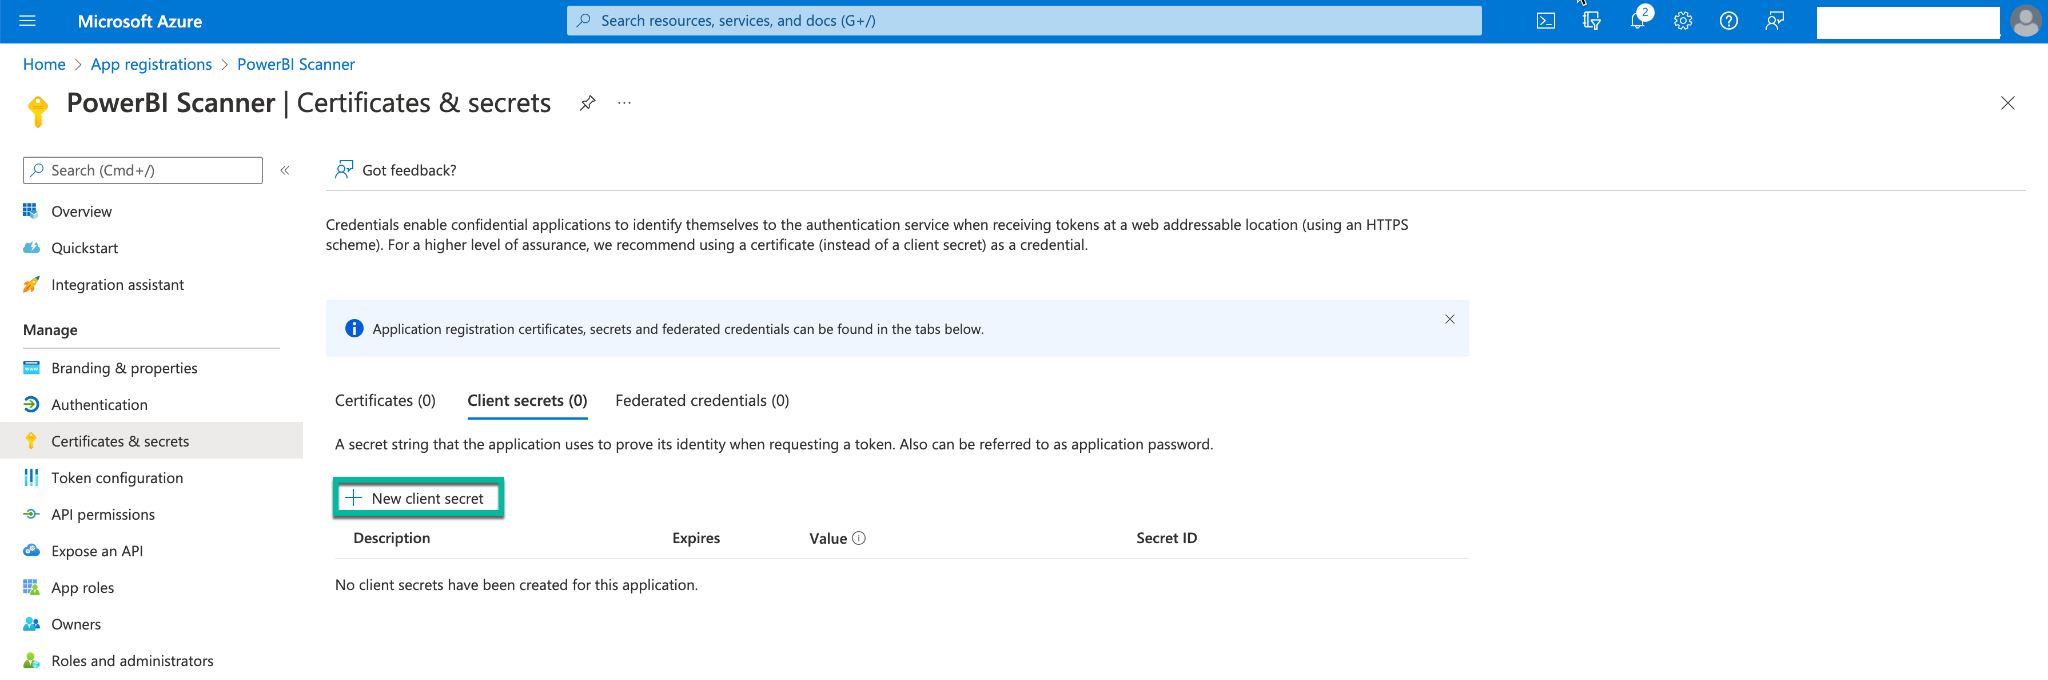 Microsoft Azure
Search resources, services, and docs (G+/)
2
Home > App registrations > PowerBI Scanner
PowerBI Scanner | Certificates & secrets
...
Search (Cmd+/)
«
Overview
Quickstart
Integration assistant
Manage
Branding & properties
Authentication
Certificates & secrets
Token configuration
API permissions
Expose an API
App roles
Owners
Roles and administrators
Got feedback?
Credentials enable confidential applications to identify themselves to the authentication service when receiving tokens at a web addressable location (using an HTTPS
scheme). For a higher level of assurance, we recommend using a certificate (instead of a client secret) as a credential.
Application registration certificates, secrets and federated credentials can be found in the tabs below.
Certificates (0) Client secrets (0) Federated credentials (0)
A secret string that the application uses to prove its identity when requesting a token. Also can be referred to as application password.
New client secret
Description Expires Value Secret ID
No client secrets have been created for this application.